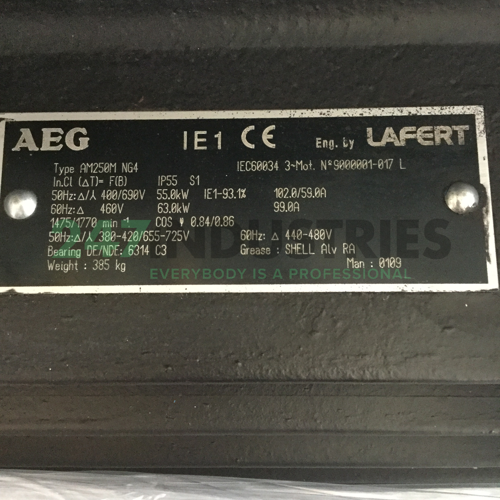 AEG IE1 CE Eng. by LAFERT
Type AM250M NG4 IEC60034 3~Mot. N°9000001-017 L
In.Cl (ΔT)= F(B) IP55 S1
50Hz:Δ/⅄ 400/690V 55.0kW IE1-93.1% 102.0/59.0A
60Hz:Δ 460V 63.0kW 99.0A
1475/1770 min⁻¹ COS φ 0.84/0.86
50Hz:Δ/⅄ 380-420/655-725V 60Hz: Δ 440-480V
Bearing DE/NDE: 6314 C3 Grease : SHELL Alv RA
Weight : 385 kg Man : 0109
247 INDUSTRIES
EVERYBODY IS A PROFESSIONAL